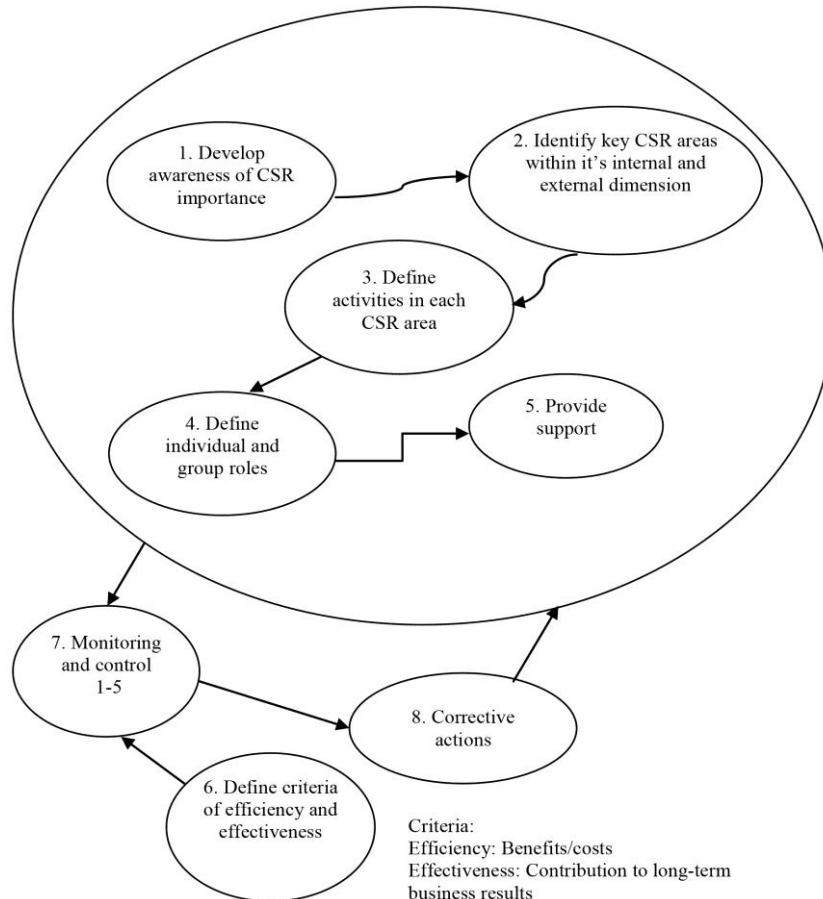 1. Develop
awareness of CSR
importance
2. Identify key CSR areas
within it's internal and
external dimension
3. Define
activities in each
CSR area
4. Define
individual and
group roles
5. Provide
support
7. Monitoring
and control
1-5
8. Corrective
actions
6. Define criteria
of efficiency and
effectiveness
Criteria:
Efficiency: Benefits/costs
Effectiveness: Contribution to long-term
business results